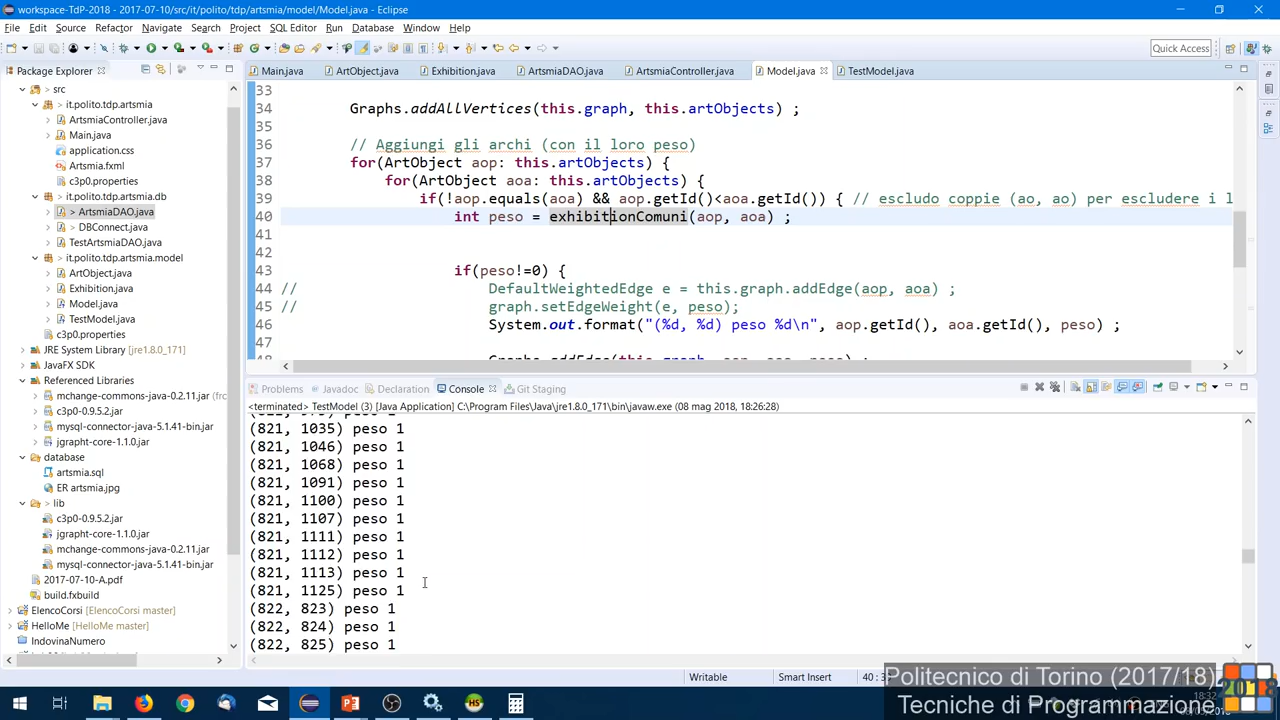 workspace-TdP-2018 - 2017-07-10/src/it/polito/tdp/artsmia/model/Model.java - Eclipse
File Edit Source Refactor Navigate Search Project SQL Editor Run Database Window Help
Quick Access
Package Explorer
Main.java ArtObject.java Exhibition.java ArtsmiaDAO.java ArtsmiaController.java Model.java TestModel.java
src
it.polito.tdp.artsmia
ArtsmiaController.java
Main.java
application.css
Artsmia.fxml
c3p0.properties
it.polito.tdp.artsmia.db
> ArtsmiaDAO.java
> DBConnect.java
TestArtsmiaDAO.java
it.polito.tdp.artsmia.model
ArtObject.java
Exhibition.java
Model.java
TestModel.java
c3p0.properties
JRE System Library [jre1.8.0_171]
JavaFX SDK
Referenced Libraries
mchange-commons-java-0.2.11.jar (frc
c3p0-0.9.5.2.jar
mysql-connector-java-5.1.41-bin.jar
jgrapht-core-1.1.0.jar
database
artsmia.sql
ER artsmia.jpg
lib
c3p0-0.9.5.2.jar
jgrapht-core-1.1.0.jar
mchange-commons-java-0.2.11.jar
mysql-connector-java-5.1.41-bin.jar
2017-07-10-A.pdf
build.fxbuild
ElencoCorsi [ElencoCorsi master]
HelloMe [HelloMe master]
IndovinaNumero
33
34 Graphs.addAllVertices(this.graph, this.artObjects) ;
35
36 // Aggiungi gli archi (con il loro peso)
37 for(ArtObject aop: this.artObjects) {
38 for(ArtObject aoa: this.artObjects) {
39 if(!aop.equals(aoa) && aop.getId()<aoa.getId()) { // escludo coppie (ao, ao) per escludere i l
40 int peso = exhibitionComuni(aop, aoa) ;
41
42
43 if(peso!=0) {
44 // DefaultWeightedEdge e = this.graph.addEdge(aop, aoa) ;
45 // graph.setEdgeWeight(e, peso);
46 System.out.format("(%d, %d) peso %d\n", aop.getId(), aoa.getId(), peso) ;
Problems Javadoc Declaration Console Git Staging
<terminated> TestModel (3) [Java Application] C:\Program Files\Java\jre1.8.0_171\bin\javaw.exe (08 mag 2018, 18:26:28)
(821, 1035) peso 1
(821, 1046) peso 1
(821, 1068) peso 1
(821, 1091) peso 1
(821, 1100) peso 1
(821, 1107) peso 1
(821, 1111) peso 1
(821, 1112) peso 1
(821, 1113) peso 1
(821, 1125) peso 1
(822, 823) peso 1
(822, 824) peso 1
(822, 825) peso 1
Writable Smart Insert 40 : 3
Politecnico di Torino (2017/18)
Tecniche di Programmazione
2018
18:32